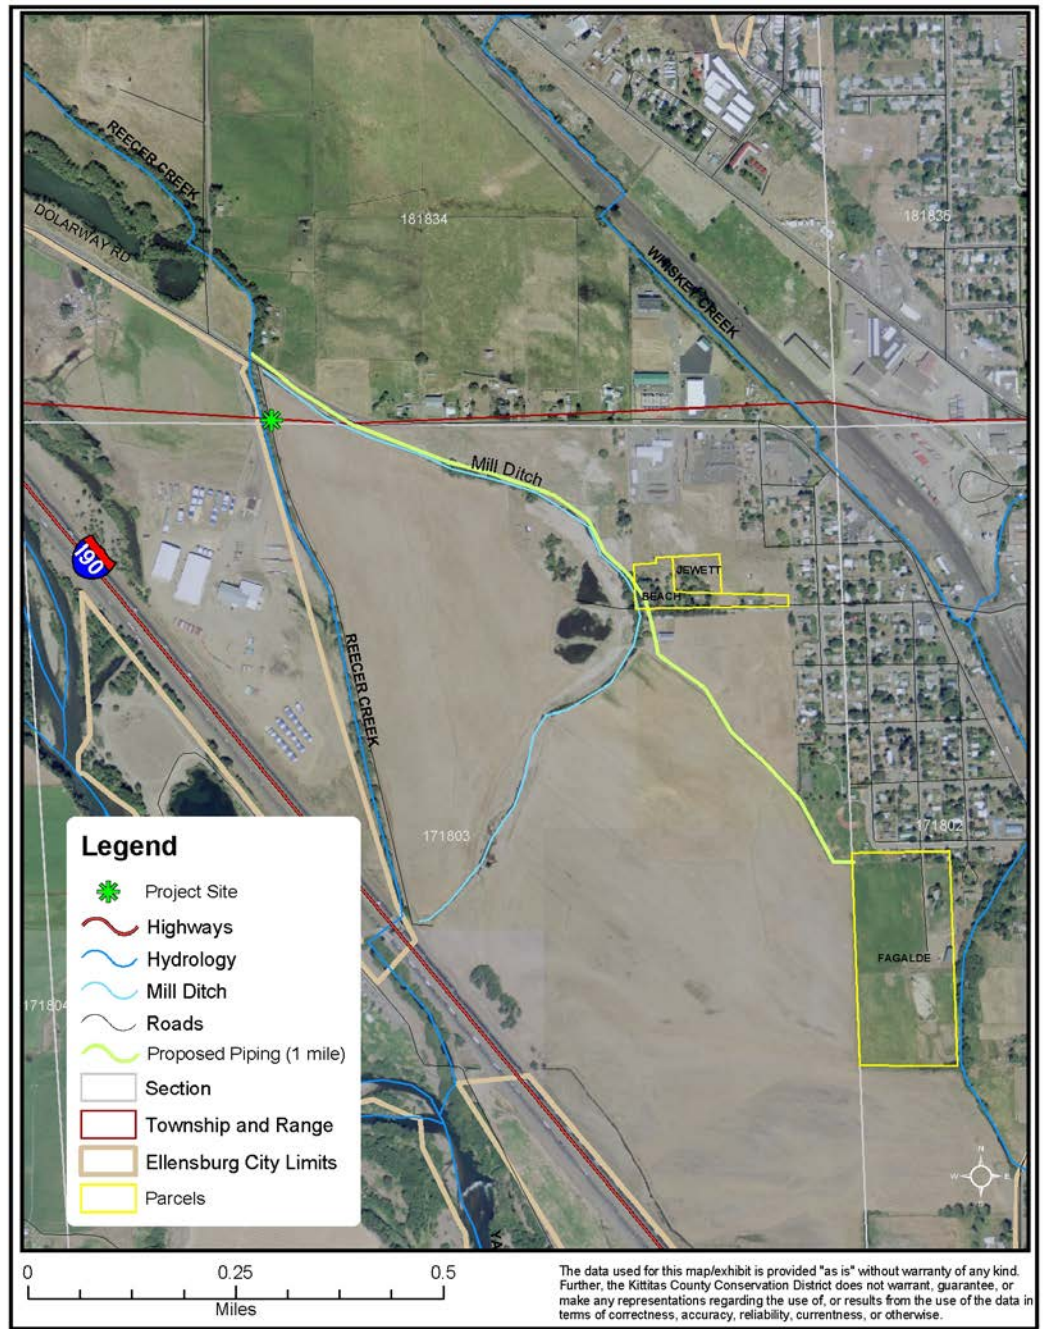 REECER CREEK
DOLARWAY RD
181834
181835
WHISKEY CREEK
Mill Ditch
190
JEWETT
BEACH
REECER CREEK
171803
171802
FAGALDE
171804
YA
N
W
E
Legend
Project Site
Highways
Hydrology
Mill Ditch
Roads
Proposed Piping (1 mile)
Section
Township and Range
Ellensburg City Limits
Parcels
0 0.25 0.5
Miles
The data used for this map/exhibit is provided "as is" without warranty of any kind.
Further, the Kittitas County Conservation District does not warrant, guarantee, or
make any representations regarding the use of, or results from the use of the data in
terms of correctness, accuracy, reliability, currentness, or otherwise.